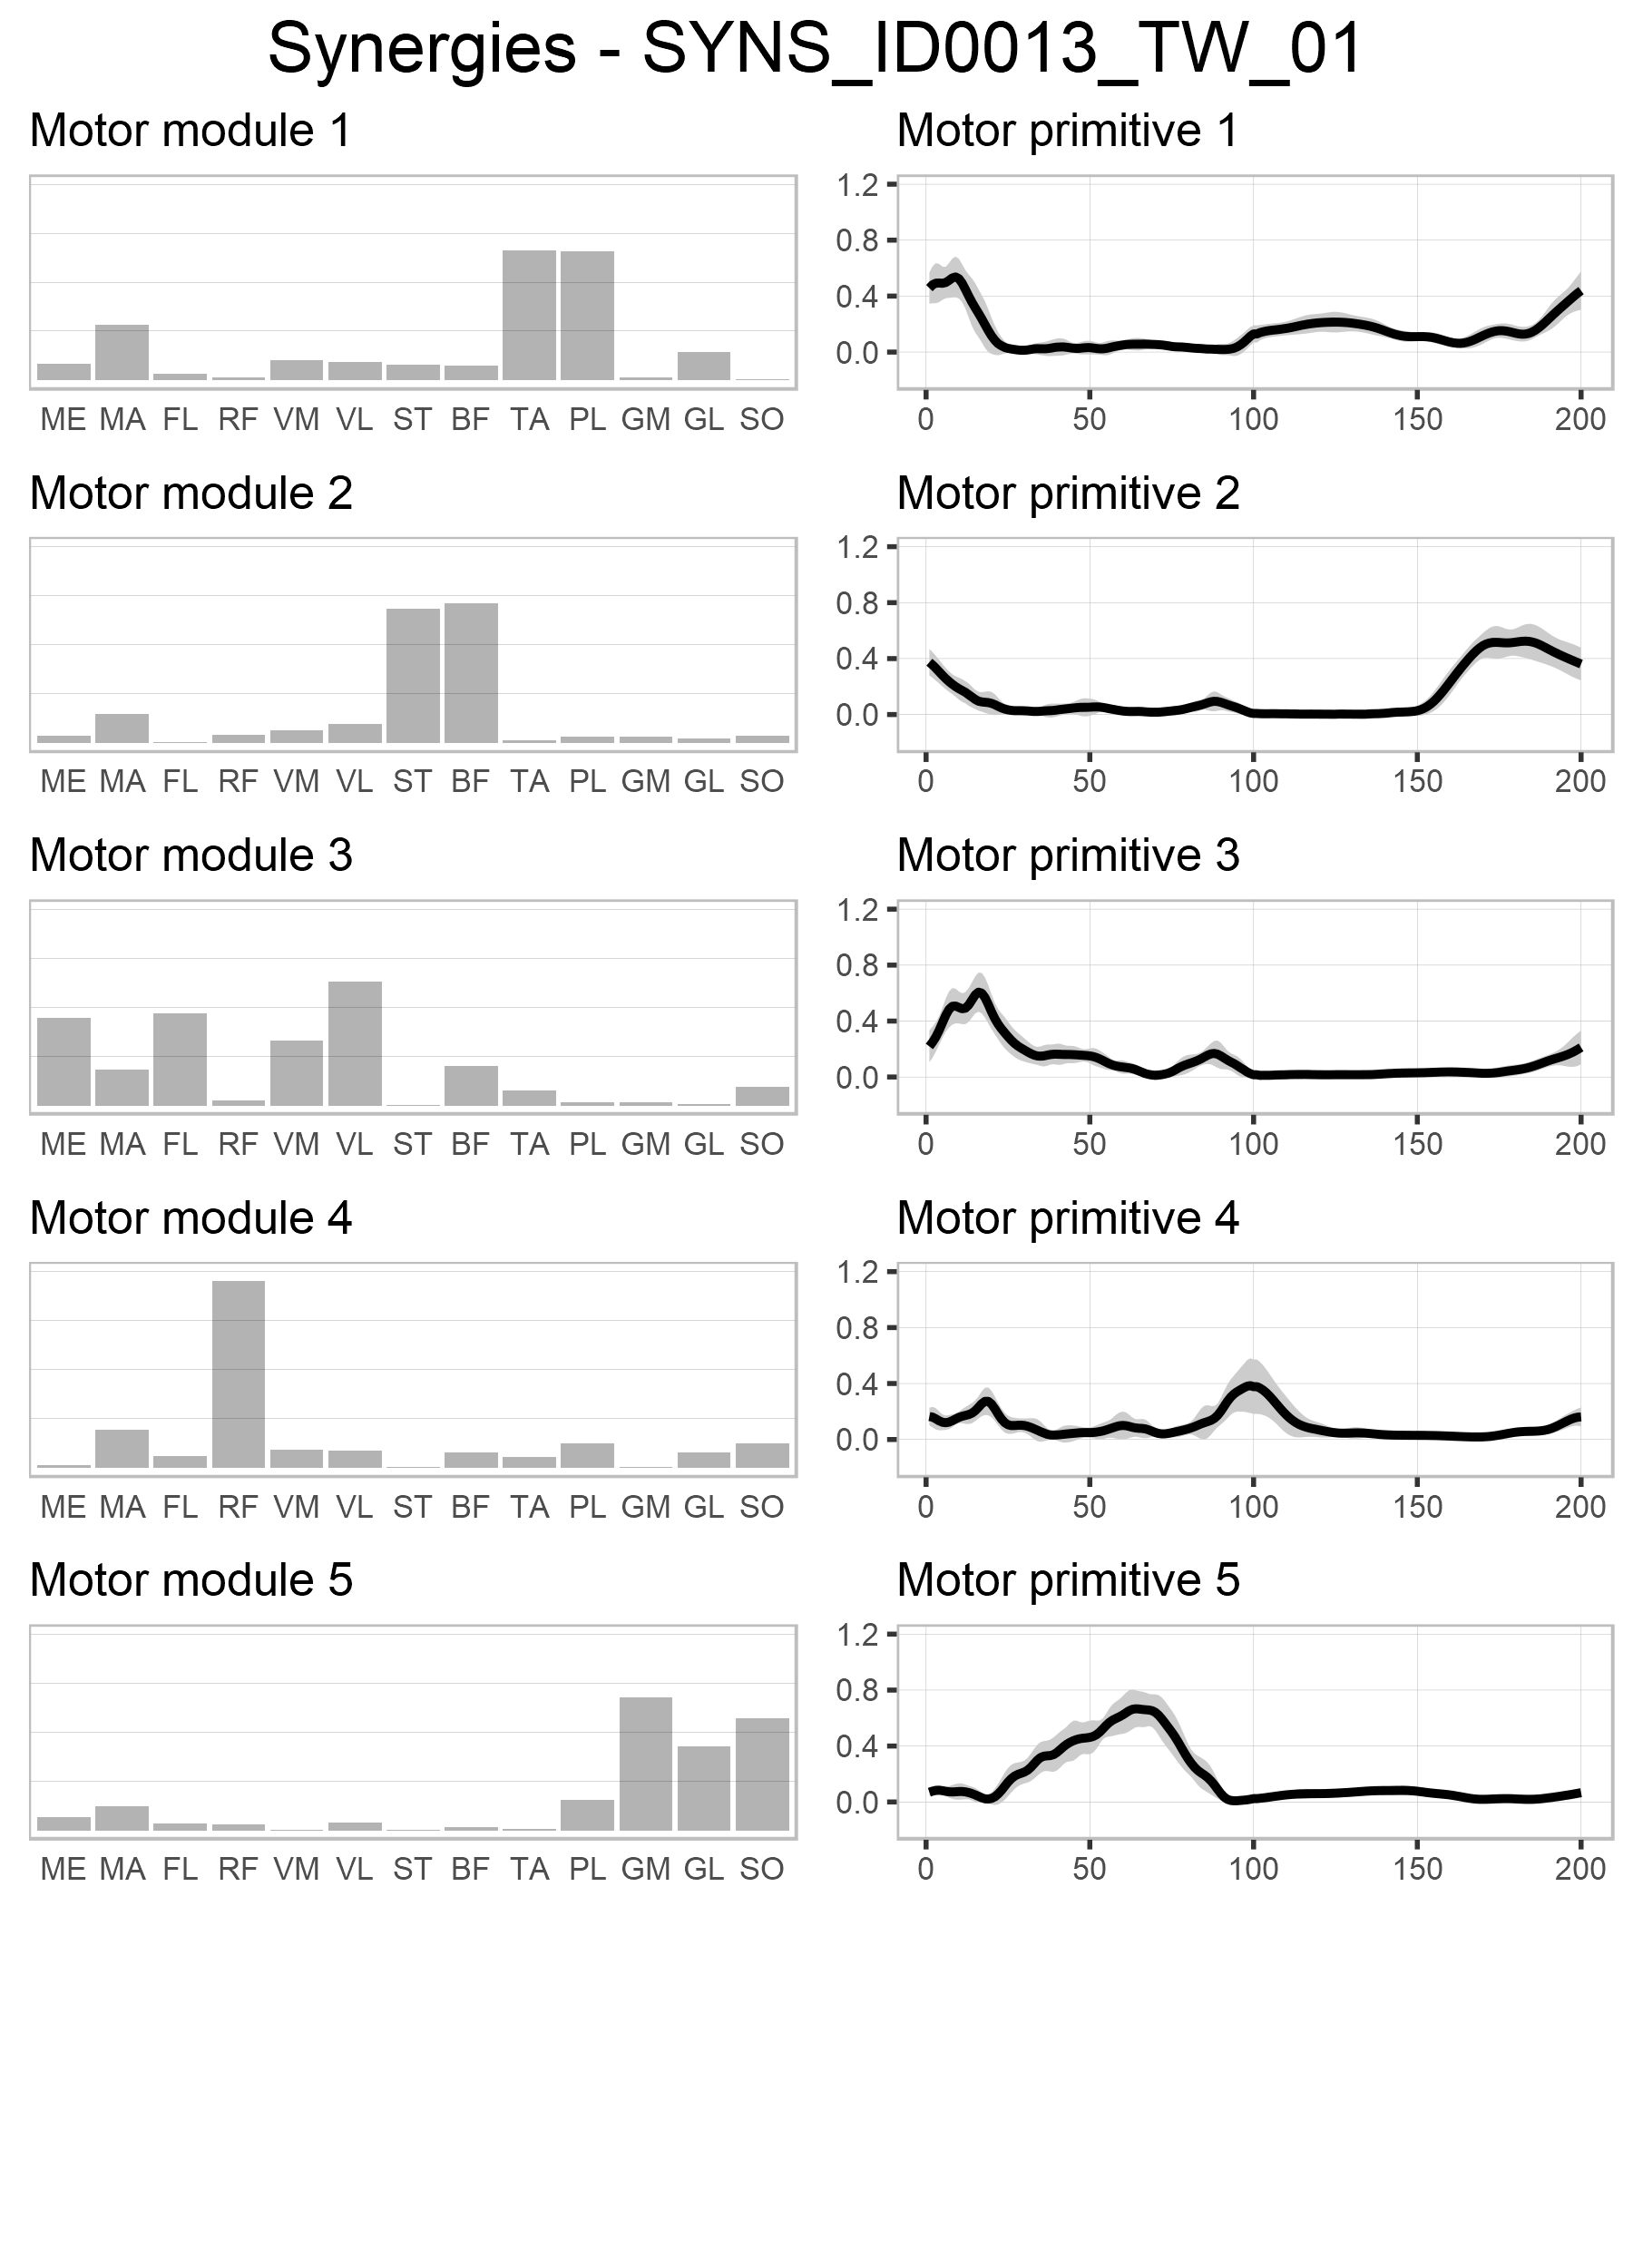 Synergies - SYNS_ID0013_TW_01
Motor module 1
Motor primitive 1
ME MA FL RF VM VL ST BF TA PL GM GL SO
1.2
0.8
0.4
0.0
0 50 100 150 200
Motor module 2
Motor primitive 2
ME MA FL RF VM VL ST BF TA PL GM GL SO
1.2
0.8
0.4
0.0
0 50 100 150 200
Motor module 3
Motor primitive 3
ME MA FL RF VM VL ST BF TA PL GM GL SO
1.2
0.8
0.4
0.0
0 50 100 150 200
Motor module 4
Motor primitive 4
ME MA FL RF VM VL ST BF TA PL GM GL SO
1.2
0.8
0.4
0.0
0 50 100 150 200
Motor module 5
Motor primitive 5
ME MA FL RF VM VL ST BF TA PL GM GL SO
1.2
0.8
0.4
0.0
0 50 100 150 200